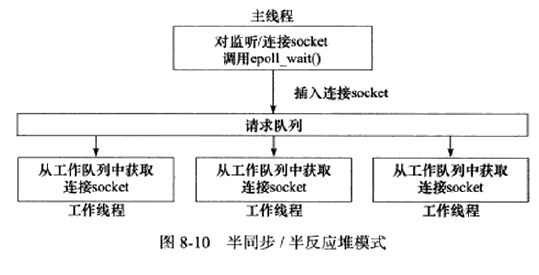 主线程
对监听/连接socket
调用epoll_wait()
插入连接socket
请求队列
从工作队列中获取
连接socket
从工作队列中获取
连接socket
从工作队列中获取
连接socket
工作线程
工作线程
工作线程
图 8-10 半同步 / 半反应堆模式